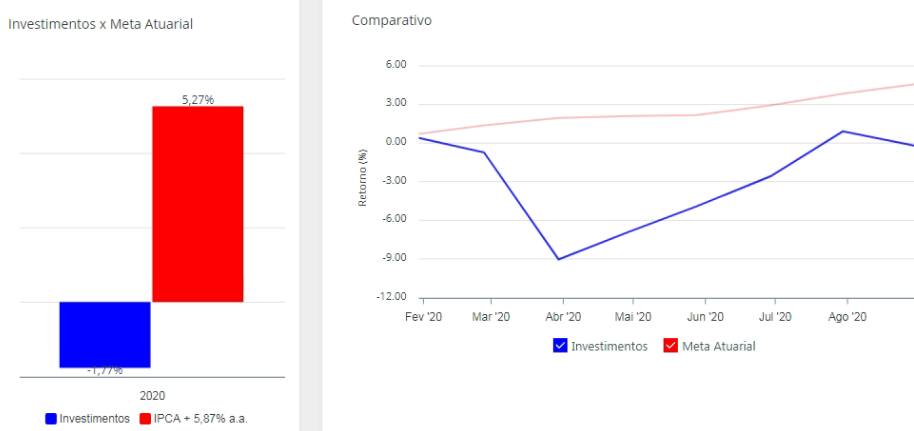 Investimentos x Meta Atuarial
5,27%
-1,77%
2020
Investimentos
IPCA + 5,87% a.a.
Comparativo
Retorno (%)
6.00
3.00
0.00
-3.00
-6.00
-9.00
-12.00
Fev '20 Mar '20 Abr '20 Mai '20 Jun '20 Jul '20 Ago '20
Investimentos
Meta Atuarial